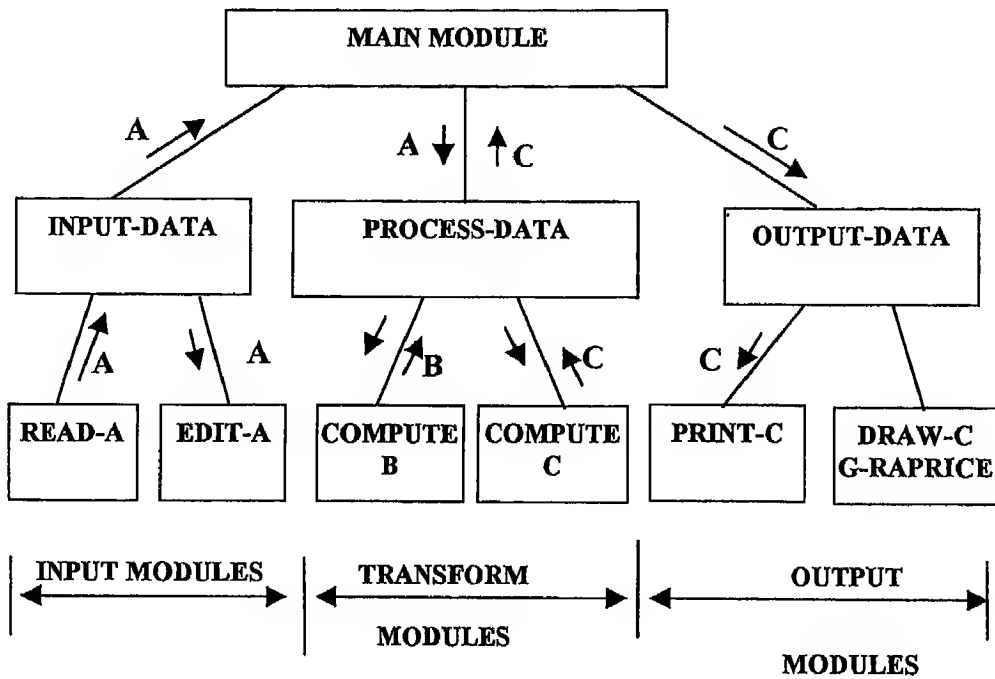 MAIN MODULE
A
A
C
C
INPUT-DATA
PROCESS-DATA
OUTPUT-DATA
A
A
B
C
C
READ-A
EDIT-A
COMPUTE
B
COMPUTE
C
PRINT-C
DRAW-C
G-RAPRICE
INPUT MODULES
TRANSFORM
MODULES
OUTPUT
MODULES